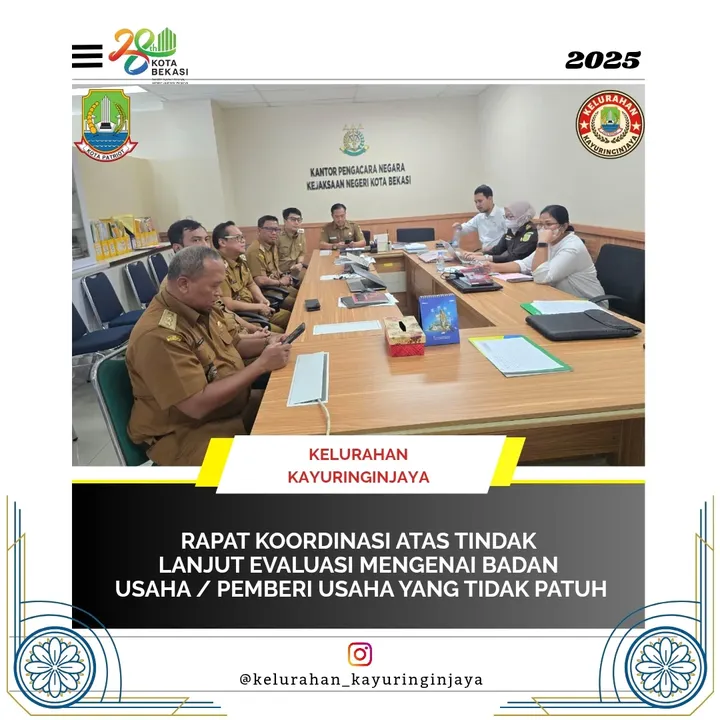 28th
KOTA
BEKASI
2025
KOTA PATRIOT
KELURAHAN
KAYURINGINJAYA
KANTOR PENGACARA NEGARA
KEJAKSAAN NEGERI KOTA BEKASI
KELURAHAN
KAYURINGINJAYA
RAPAT KOORDINASI ATAS TINDAK
LANJUT EVALUASI MENGENAI BADAN
USAHA / PEMBERI USAHA YANG TIDAK PATUH
@kelurahan_kayuringinjaya